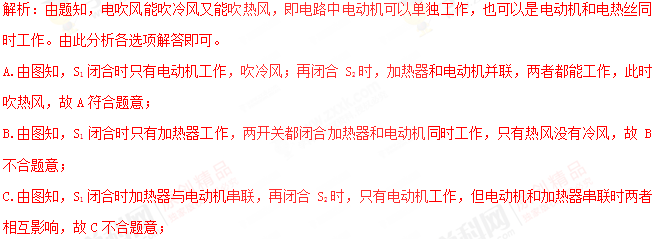 解析：由题知，电吹风能吹冷风又能吹热风，即电路中电动机可以单独工作，也可以是电动机和电热丝同
时工作。由此分析各选项解答即可。
A.由图知，S₁闭合时只有电动机工作，吹冷风；再闭合 S₂时，加热器和电动机并联，两者都能工作，此时
吹热风，故 A 符合题意；
B.由图知，S₁闭合时只有加热器工作，两开关都闭合加热器和电动机同时工作，只有热风没有冷风，故 B
不合题意；
C.由图知，S₁闭合时加热器与电动机串联，再闭合 S₂时，只有电动机工作，但电动机和加热器串联时两者
相互影响，故 C 不合题意；